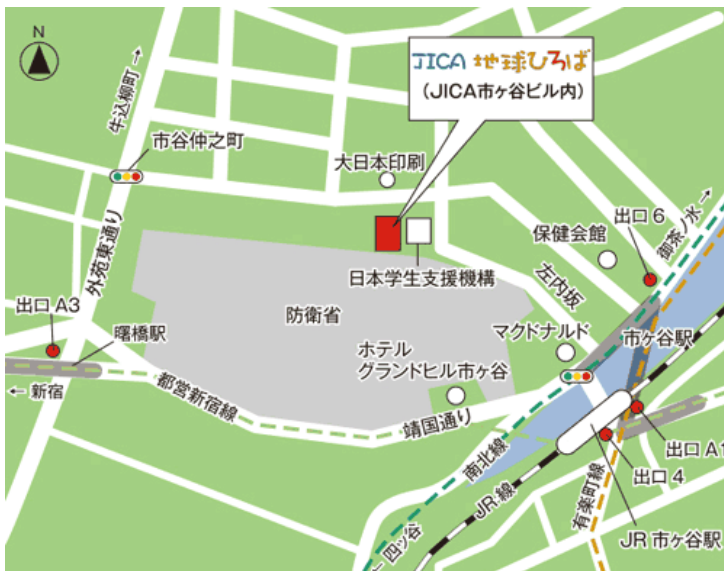 N
牛込柳町→
JICA 地球ひろば
(JICA市ヶ谷ビル内)
市谷仲之町
大日本印刷
外苑東通り
出口6
御茶ノ水→
保健会館
日本学生支援機構
左内坂
防衛省
出口A3
曙橋駅
マクドナルド
市ヶ谷駅
ホテル
グランドヒル市ヶ谷
←新宿
都営新宿線
靖国通り
南北線
出口A1
出口4
JR線
有楽町線
←四ッ谷
JR市ヶ谷駅